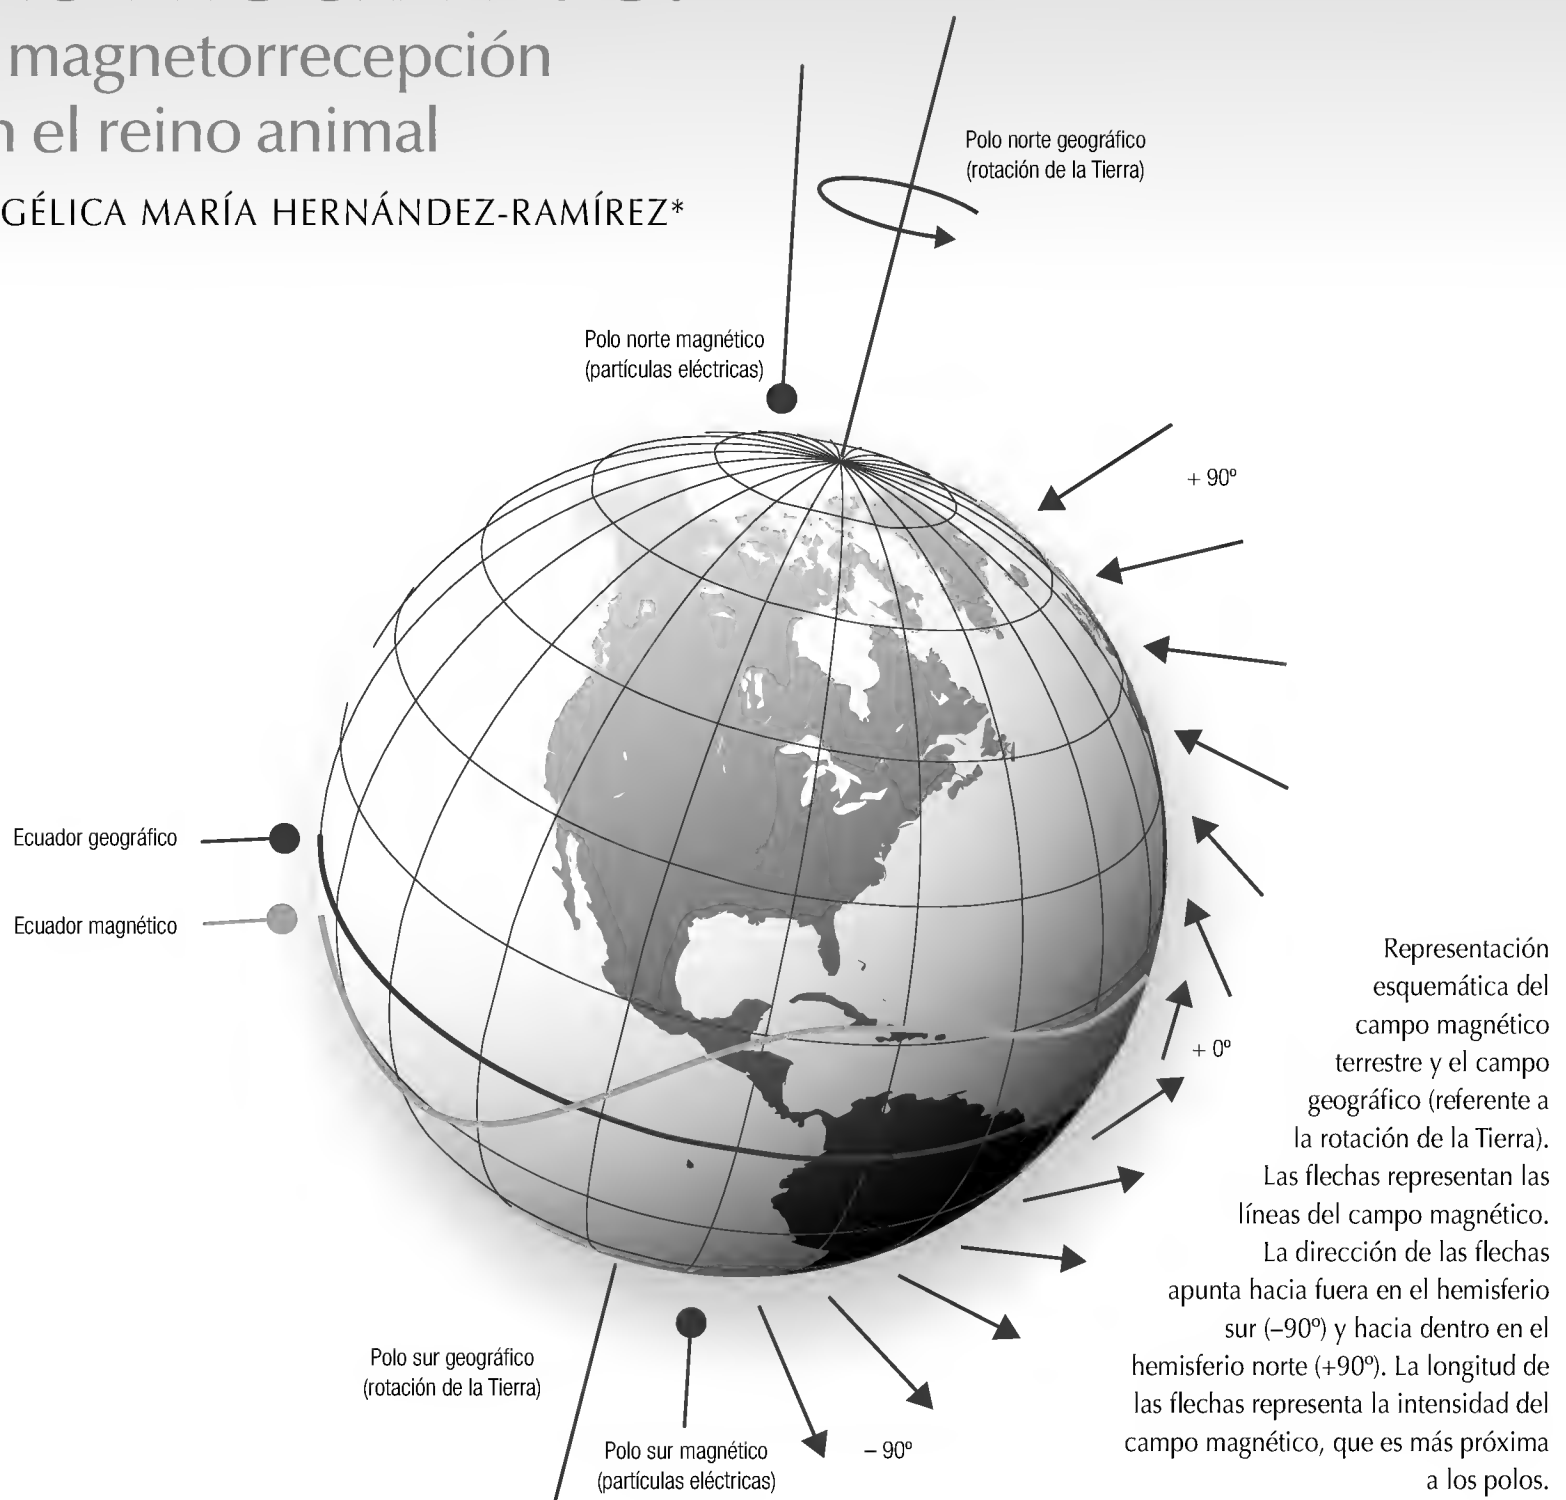 magnetorrecepción
el reino animal
GÉLICA MARÍA HERNÁNDEZ-RAMÍREZ*
Polo norte geográfico
(rotación de la Tierra)
Polo norte magnético
(partículas eléctricas)
+ 90º
Ecuador geográfico
Ecuador magnético
+ 0º
Representación
esquemática del
campo magnético
terrestre y el campo
geográfico (referente a
la rotación de la Tierra).
Las flechas representan las
líneas del campo magnético.
La dirección de las flechas
apunta hacia fuera en el hemisferio
sur (–90º) y hacia dentro en el
hemisferio norte (+90º). La longitud de
las flechas representa la intensidad del
campo magnético, que es más próxima
a los polos.
Polo sur geográfico
(rotación de la Tierra)
Polo sur magnético
(partículas eléctricas)
– 90º